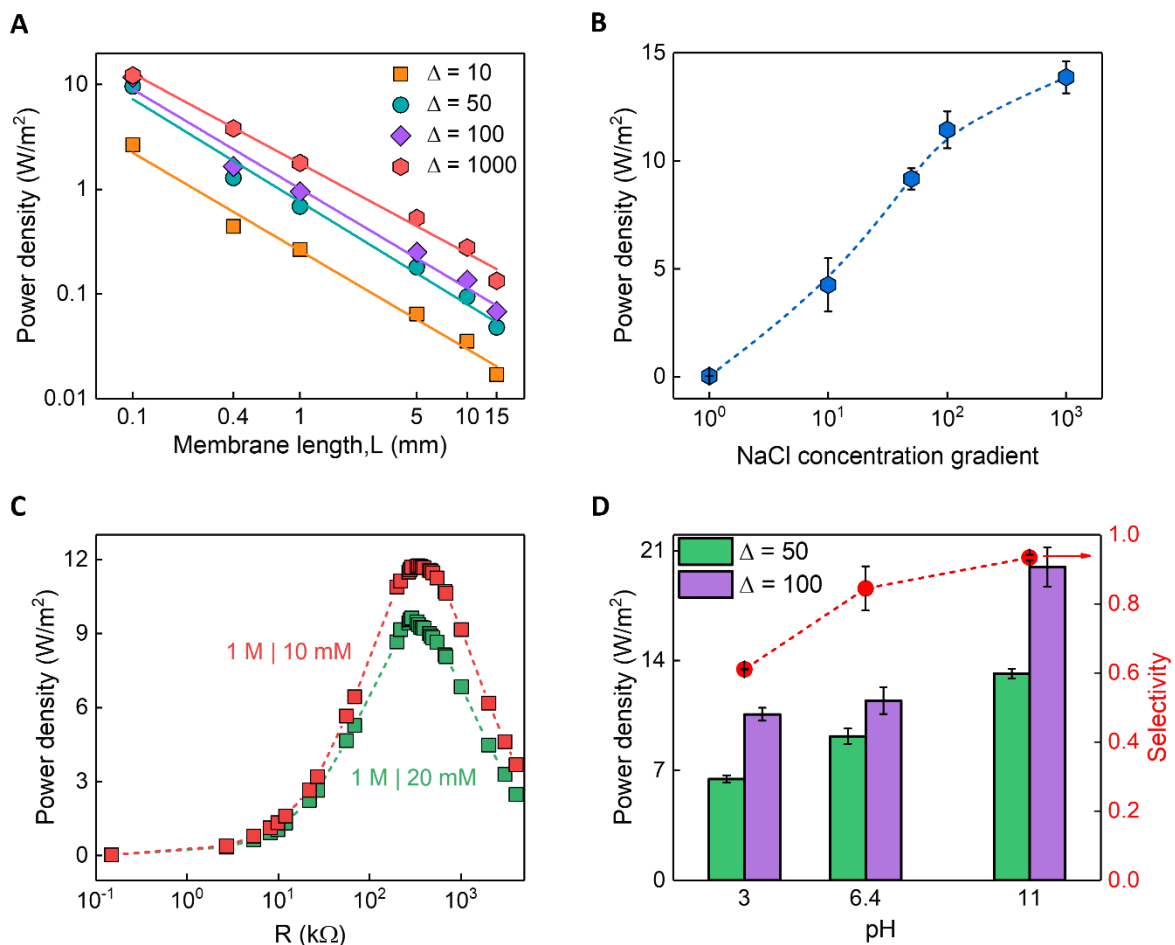 A
Power density (W/m²)
10
1
0.1
0.01
Δ = 10
Δ = 50
Δ = 100
Δ = 1000
0.1 0.4 1 5 10 15
Membrane length,L (mm)
B
Power density (W/m²)
15
10
5
0
10⁰ 10¹ 10² 10³
NaCl concentration gradient
C
Power density (W/m²)
12
9
6
3
0
1 M | 10 mM
1 M | 20 mM
10⁻¹ 10⁰ 10¹ 10² 10³
R (kΩ)
D
Power density (W/m²)
21
14
7
0
Δ = 50
Δ = 100
1.0
0.8
0.6
0.4
0.2
0.0
Selectivity
3 6.4 11
pH